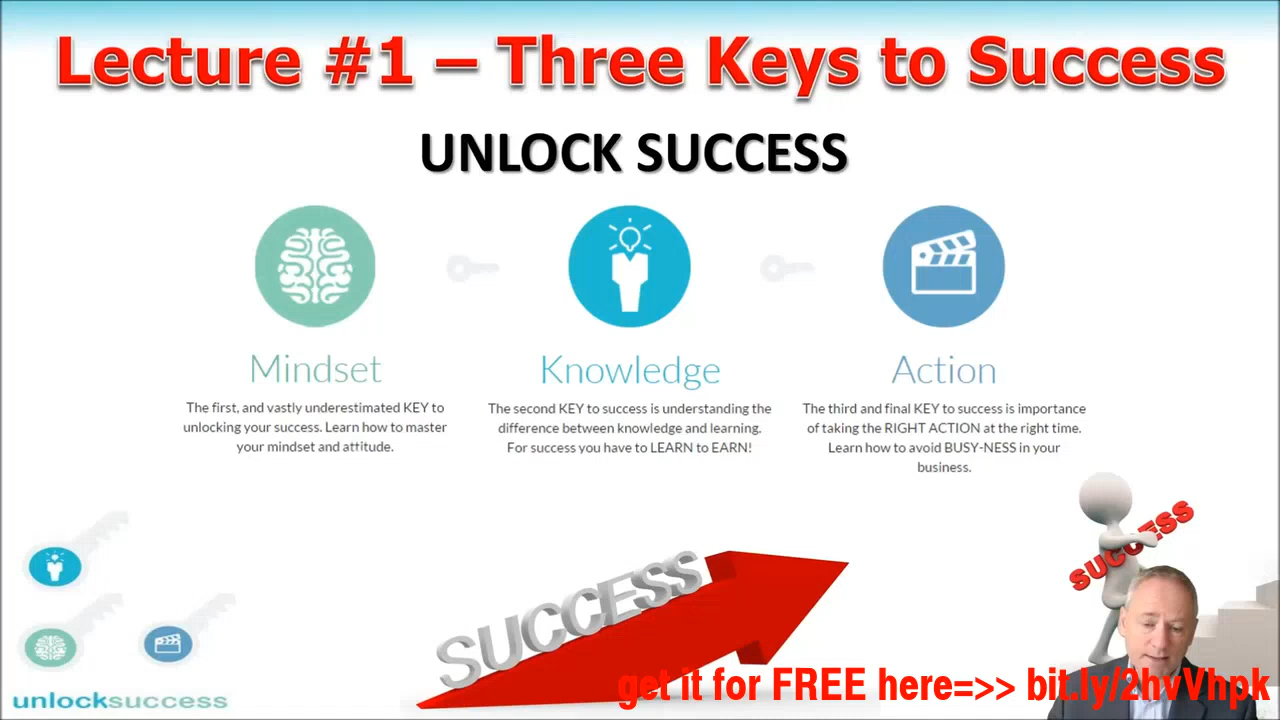 Lecture #1 – Three Keys to Success
UNLOCK SUCCESS
Mindset
The first, and vastly underestimated KEY to
unlocking your success. Learn how to master
your mindset and attitude.
Knowledge
The second KEY to success is understanding the
difference between knowledge and learning.
For success you have to LEARN to EARN!
Action
The third and final KEY to success is importance
of taking the RIGHT ACTION at the right time.
Learn how to avoid BUSY-NESS in your
business.
SUCCESS
SUCCESS
get it for FREE here=>> bit.ly/2hvVhpk
unlocksuccess